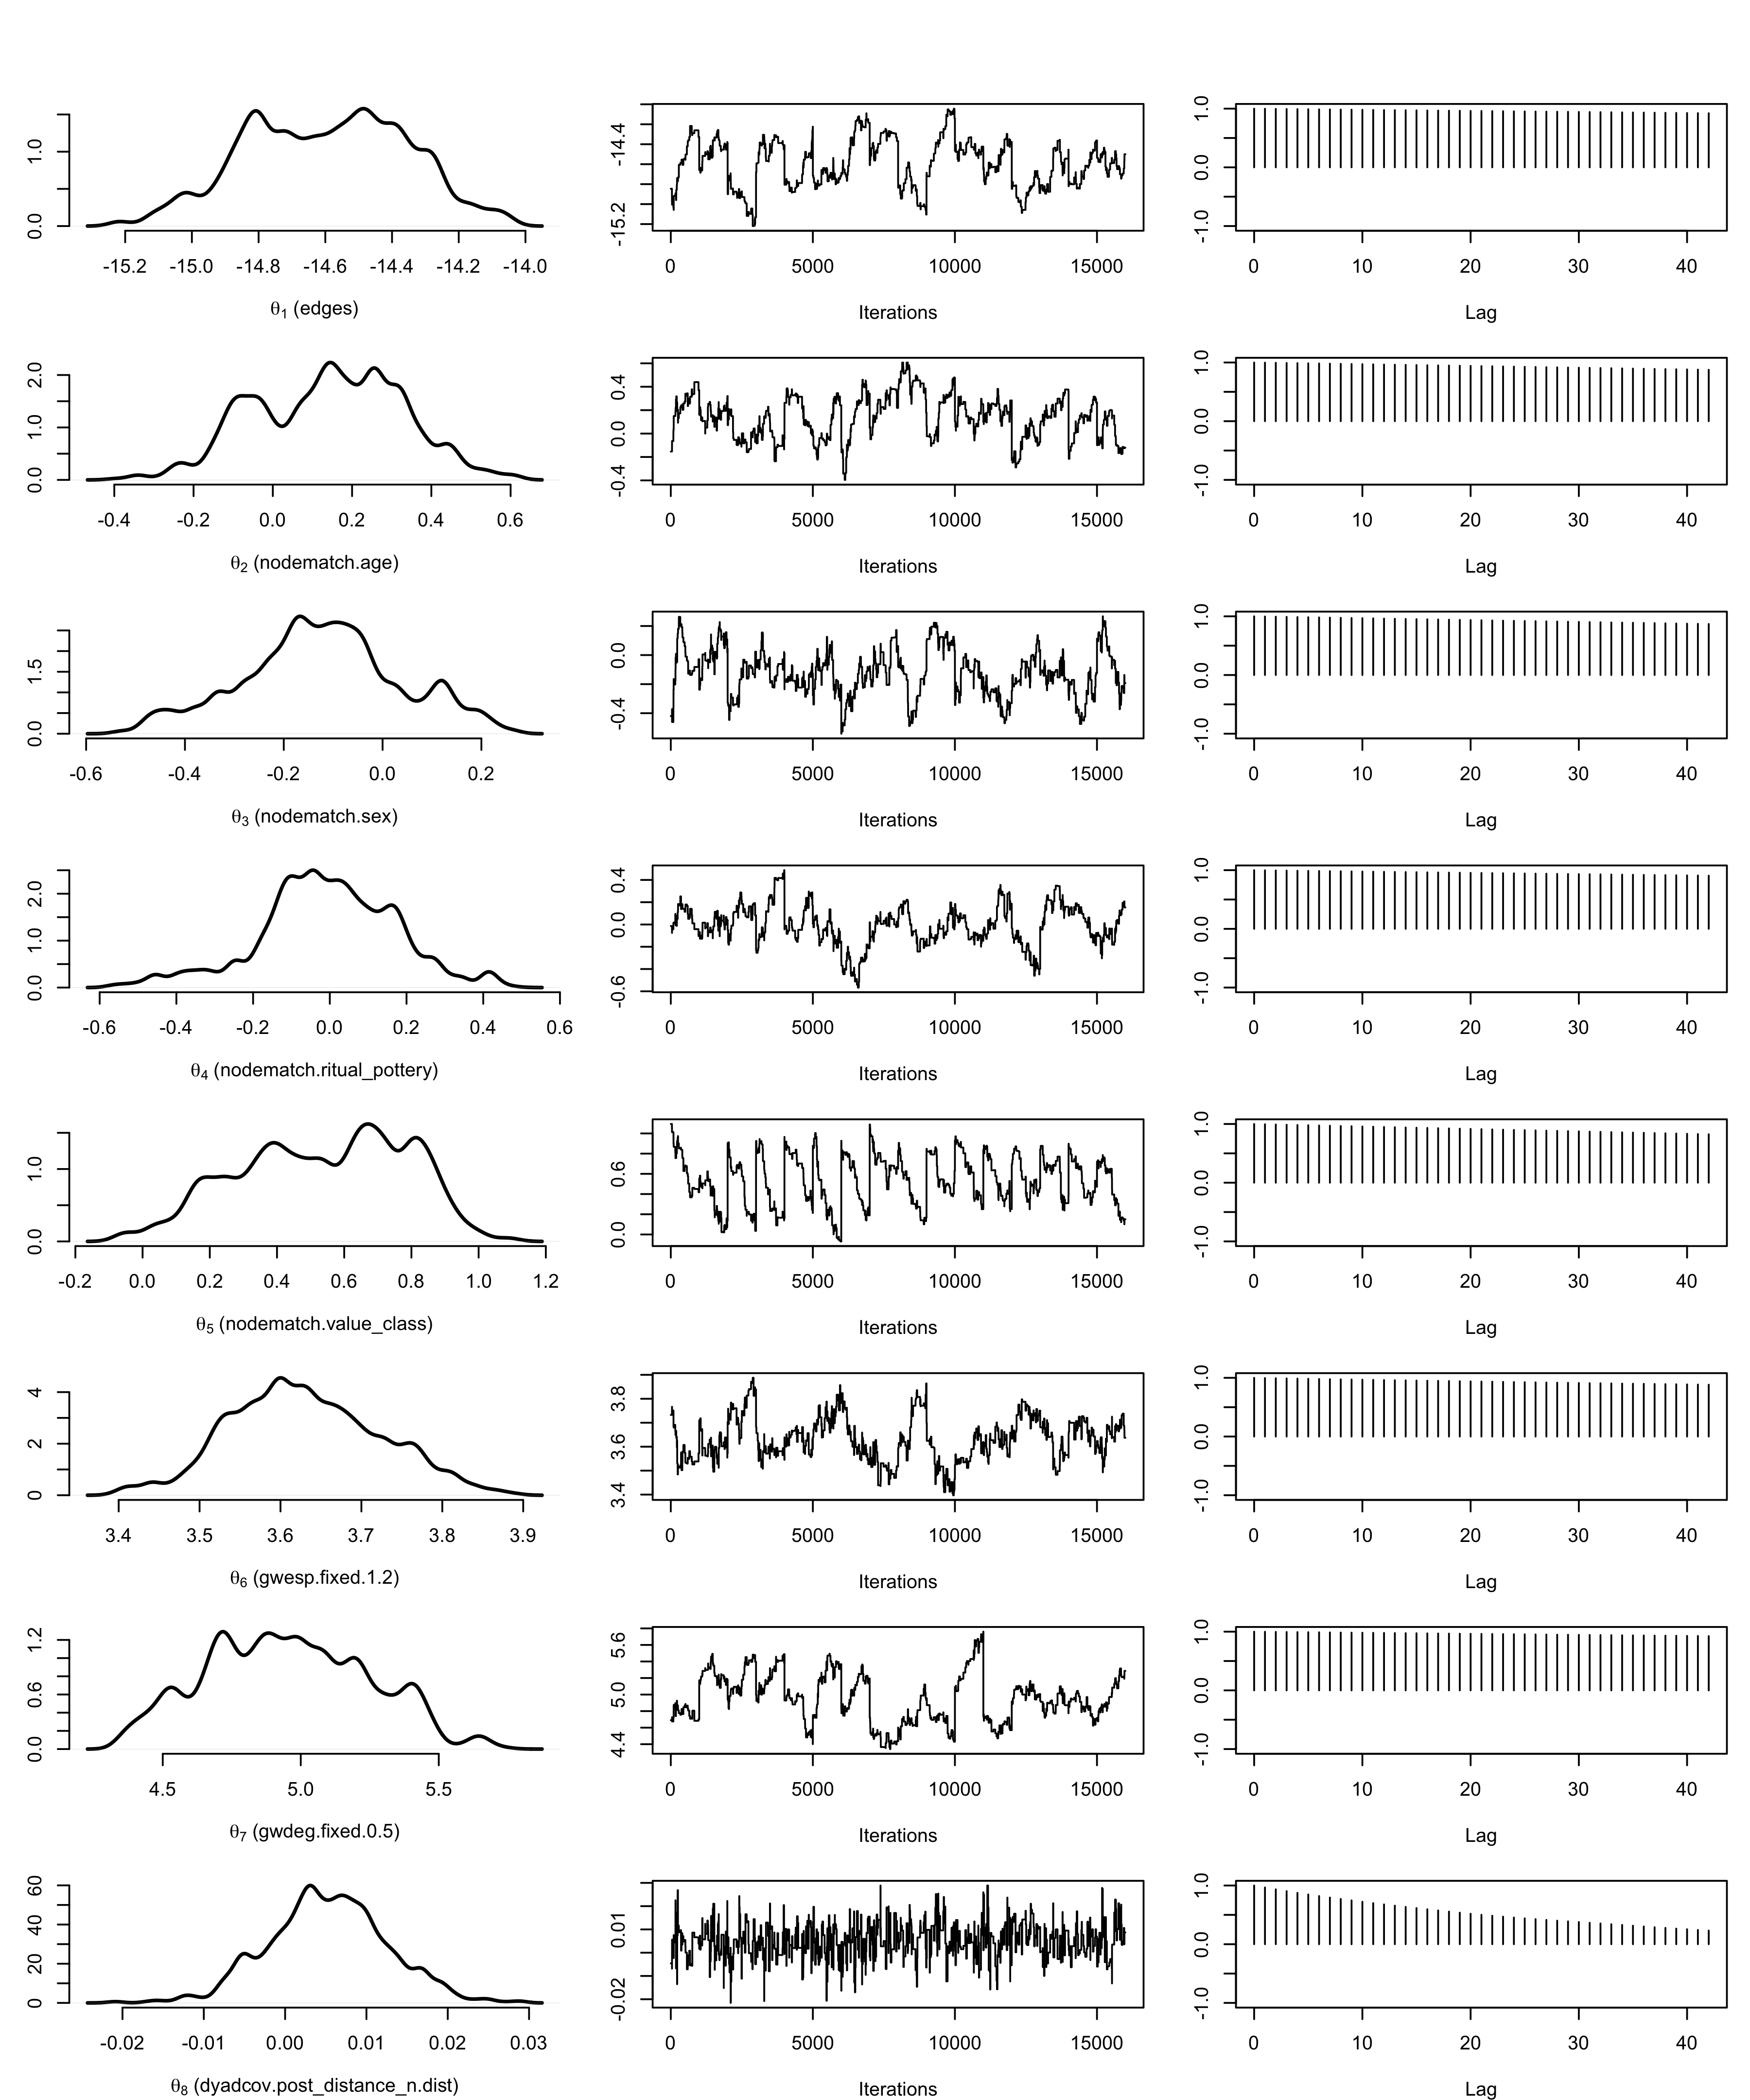 0.0 1.0
-15.2 -15.0 -14.8 -14.6 -14.4 -14.2 -14.0
θ1 (edges)
-15.2 -14.4
0 5000 10000 15000
Iterations
-1.0 0.0 1.0
0 10 20 30 40
Lag
0.0 1.0 2.0
-0.4 -0.2 0.0 0.2 0.4 0.6
θ2 (nodematch.age)
-0.4 0.0 0.4
0 5000 10000 15000
Iterations
-1.0 0.0 1.0
0 10 20 30 40
Lag
0.0 1.5
-0.6 -0.4 -0.2 0.0 0.2
θ3 (nodematch.sex)
-0.4 0.0
0 5000 10000 15000
Iterations
-1.0 0.0 1.0
0 10 20 30 40
Lag
0.0 1.0 2.0
-0.6 -0.4 -0.2 0.0 0.2 0.4 0.6
θ4 (nodematch.ritual_pottery)
-0.6 0.0 0.4
0 5000 10000 15000
Iterations
-1.0 0.0 1.0
0 10 20 30 40
Lag
0.0 1.0
-0.2 0.0 0.2 0.4 0.6 0.8 1.0 1.2
θ5 (nodematch.value_class)
0.0 0.6
0 5000 10000 15000
Iterations
-1.0 0.0 1.0
0 10 20 30 40
Lag
0 2 4
3.4 3.5 3.6 3.7 3.8 3.9
θ6 (gwesp.fixed.1.2)
3.4 3.6 3.8
0 5000 10000 15000
Iterations
-1.0 0.0 1.0
0 10 20 30 40
Lag
0.0 0.6 1.2
4.5 5.0 5.5
θ7 (gwdeg.fixed.0.5)
4.4 5.0 5.6
0 5000 10000 15000
Iterations
-1.0 0.0 1.0
0 10 20 30 40
Lag
0 20 40 60
-0.02 -0.01 0.00 0.01 0.02 0.03
θ8 (dyadcov.post_distance_n.dist)
-0.02 0.01
0 5000 10000 15000
Iterations
-1.0 0.0 1.0
0 10 20 30 40
Lag